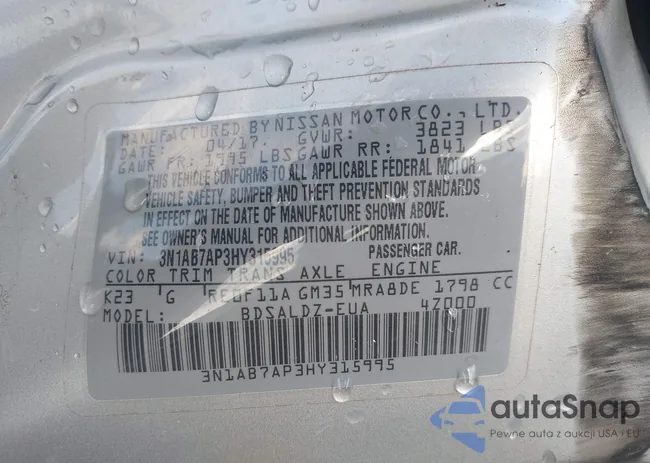 MANUFACTURED BY NISSAN MOTOR CO., LTD.
DATE: 04/17. GVWR: 3823 LBS
GAWR FR: 1995 LBS GAWR RR: 1841 LBS
THIS VEHICLE CONFORMS TO ALL APPLICABLE FEDERAL MOTOR
VEHICLE SAFETY, BUMPER AND THEFT PREVENTION STANDARDS
IN EFFECT ON THE DATE OF MANUFACTURE SHOWN ABOVE.
SEE OWNER'S MANUAL FOR ADDITIONAL INFORMATION.
VIN: 3N1AB7AP3HY315995 PASSENGER CAR.
COLOR TRIM TRANS AXLE ENGINE
K23 G RE0F11A GM35 MRA8DE 1798 CC
MODEL: BDSALDZ-EUA 4Z000
3N1AB7AP3HY315995
autaSnap
Pewne auta z aukcji USA i EU